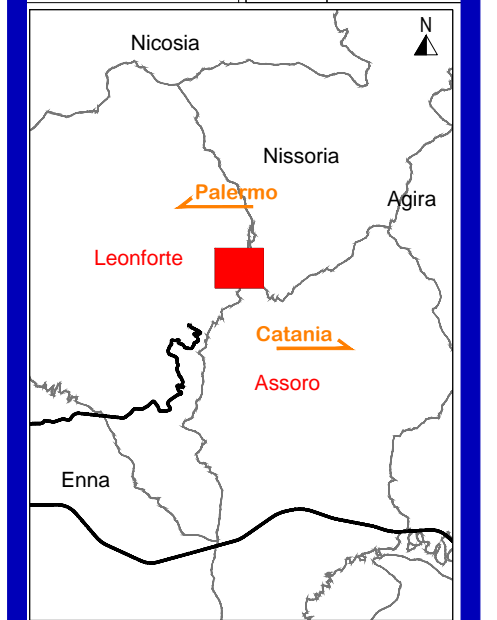 Nicosia
N
Nissoria
Palermo
Agira
Leonforte
Catania
Assoro
Enna